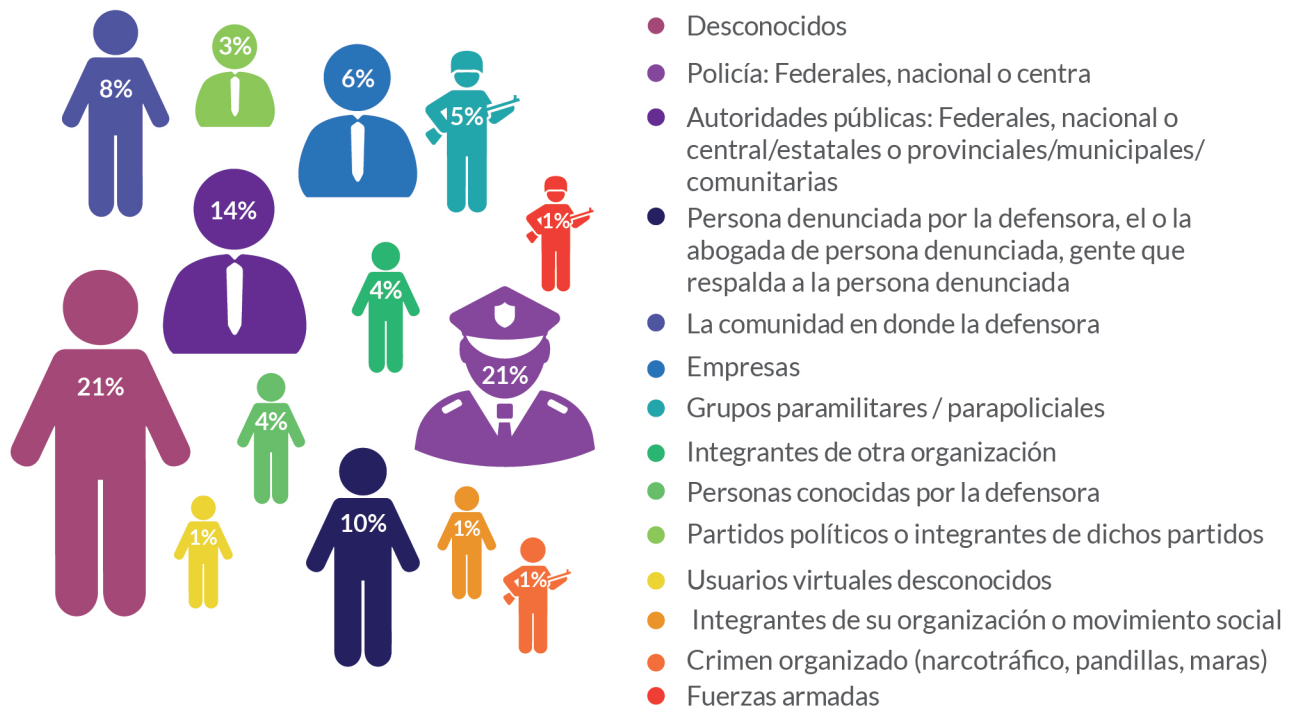 8%
3%
6%
5%
14%
1%
4%
21%
21%
4%
10%
1%
1%
1%
Desconocidos
Policía: Federales, nacional o centra
Autoridades públicas: Federales, nacional o
central/estatales o provinciales/municipales/
comunitarias
Persona denunciada por la defensora, el o la
abogada de persona denunciada, gente que
respalda a la persona denunciada
La comunidad en donde la defensora
Empresas
Grupos paramilitares / parapoliciales
Integrantes de otra organización
Personas conocidas por la defensora
Partidos políticos o integrantes de dichos partidos
Usuarios virtuales desconocidos
Integrantes de su organización o movimiento social
Crimen organizado (narcotráfico, pandillas, maras)
Fuerzas armadas